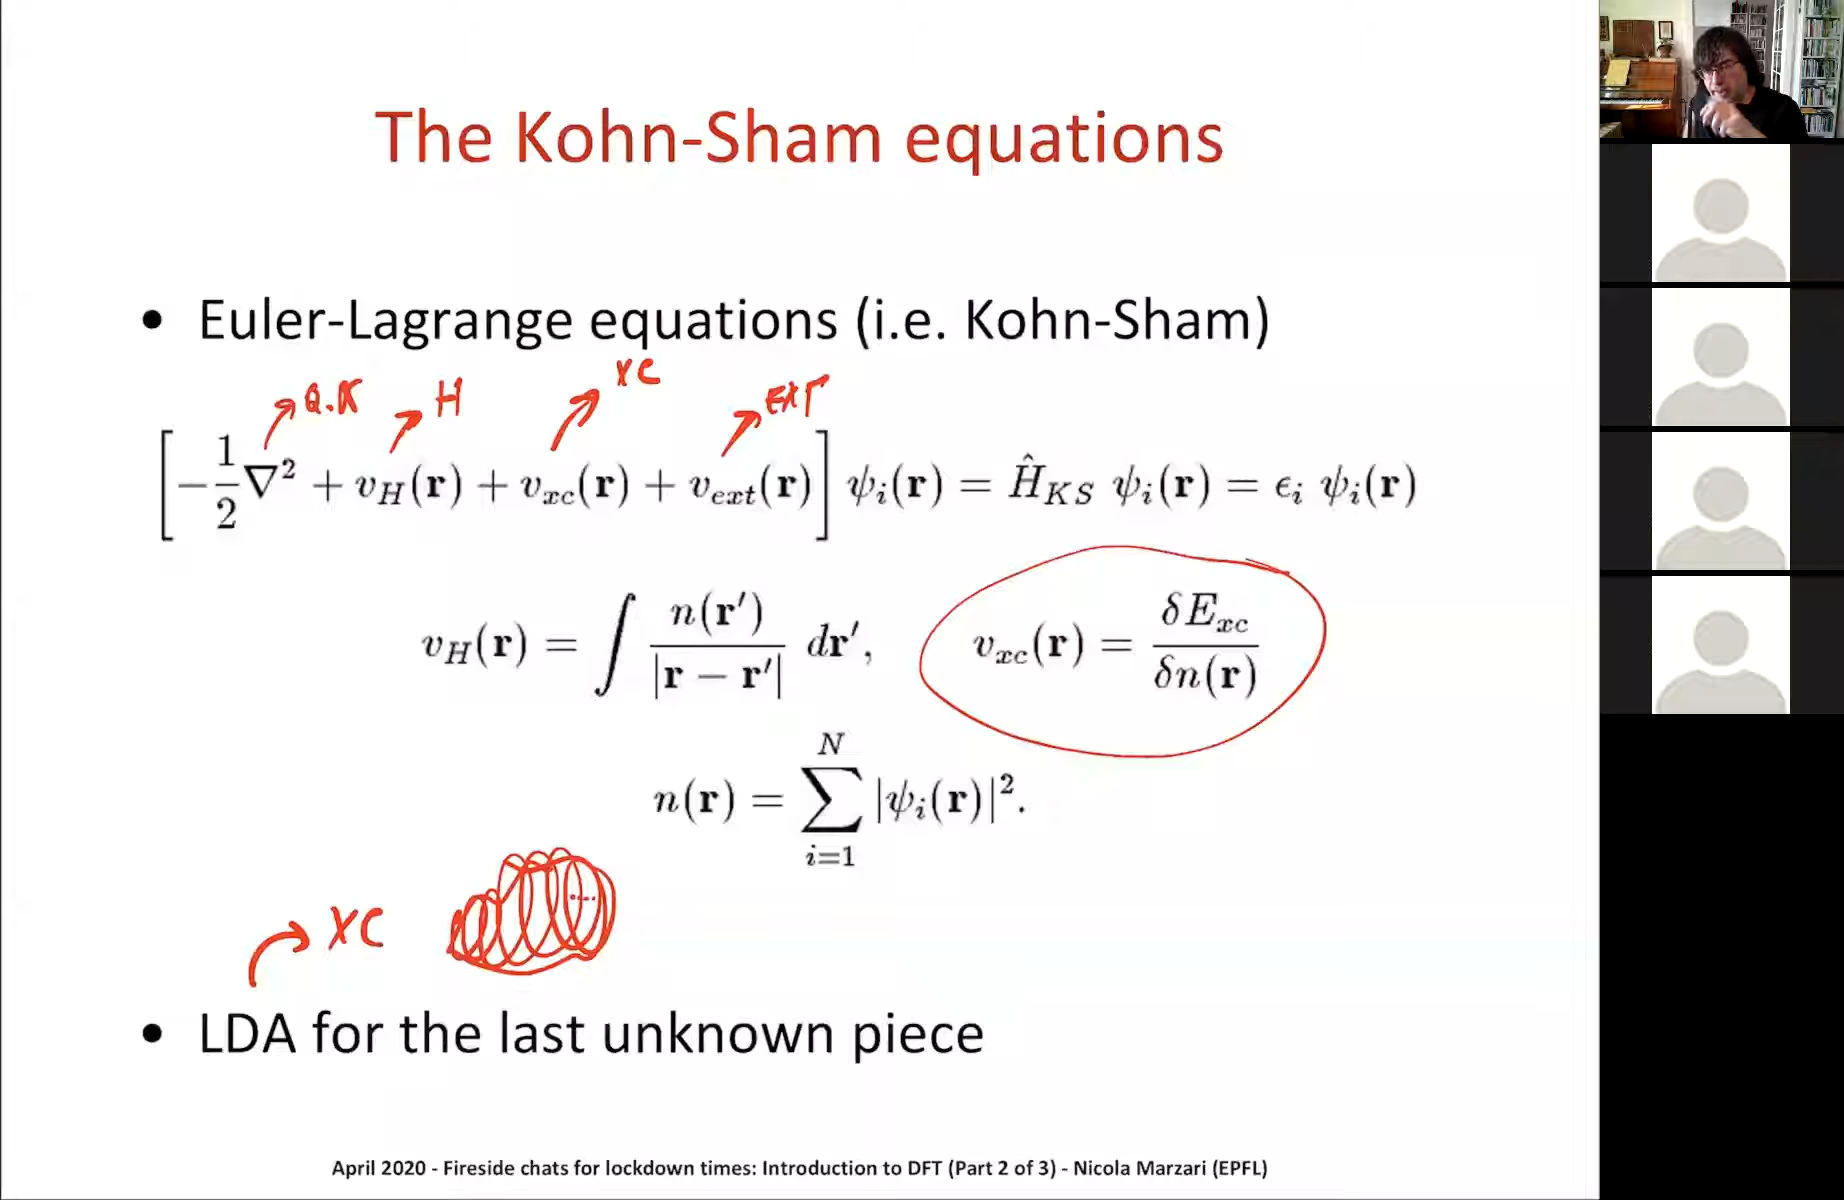 The Kohn-Sham equations
• Euler-Lagrange equations (i.e. Kohn-Sham)
Q.K H XC EXT
[-1/2 ∇² + v_H(r) + v_xc(r) + v_ext(r)] ψ_i(r) = Ĥ_KS ψ_i(r) = ϵ_i ψ_i(r)
v_H(r) = ∫ n(r′)/|r − r′| dr′, v_xc(r) = δE_xc/δn(r)
n(r) = ∑_{i=1}^{N} |ψ_i(r)|².
XC
• LDA for the last unknown piece
April 2020 - Fireside chats for lockdown times: Introduction to DFT (Part 2 of 3) - Nicola Marzari (EPFL)